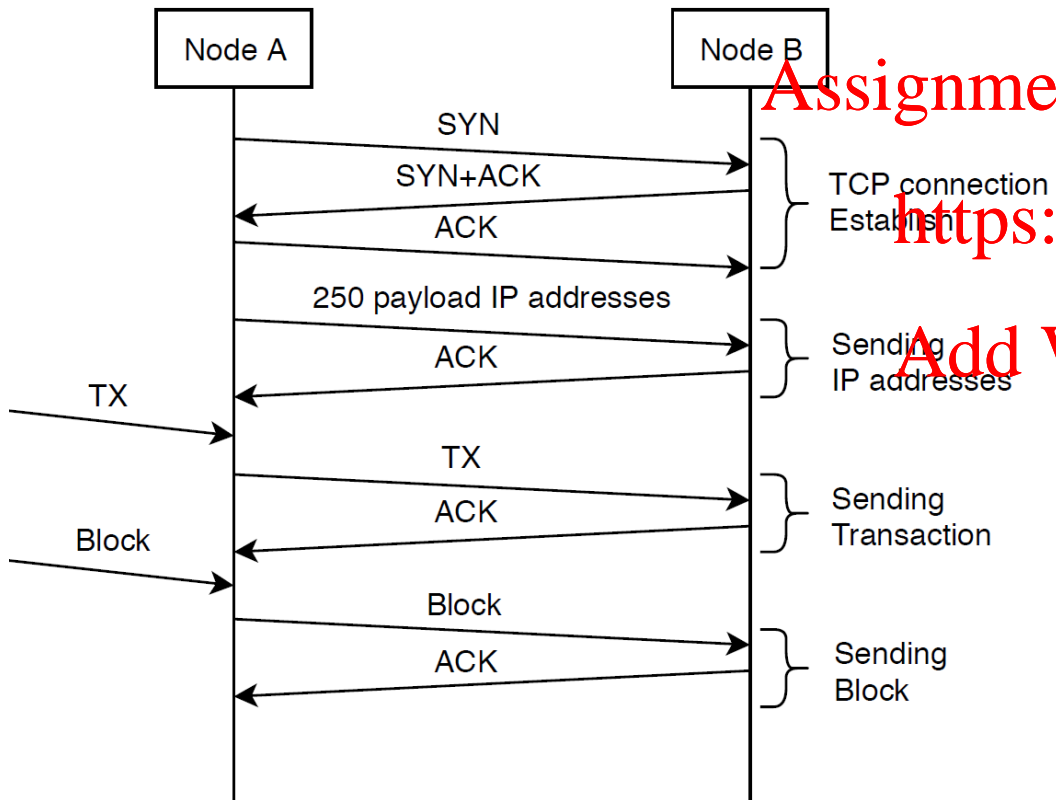 Node A
Node B
Assignme
SYN
SYN+ACK
TCP connection
Establish
https:
ACK
250 payload IP addresses
Sending
IP addresses
Add
ACK
TX
TX
Sending
Transaction
ACK
Block
Block
Sending
Block
ACK